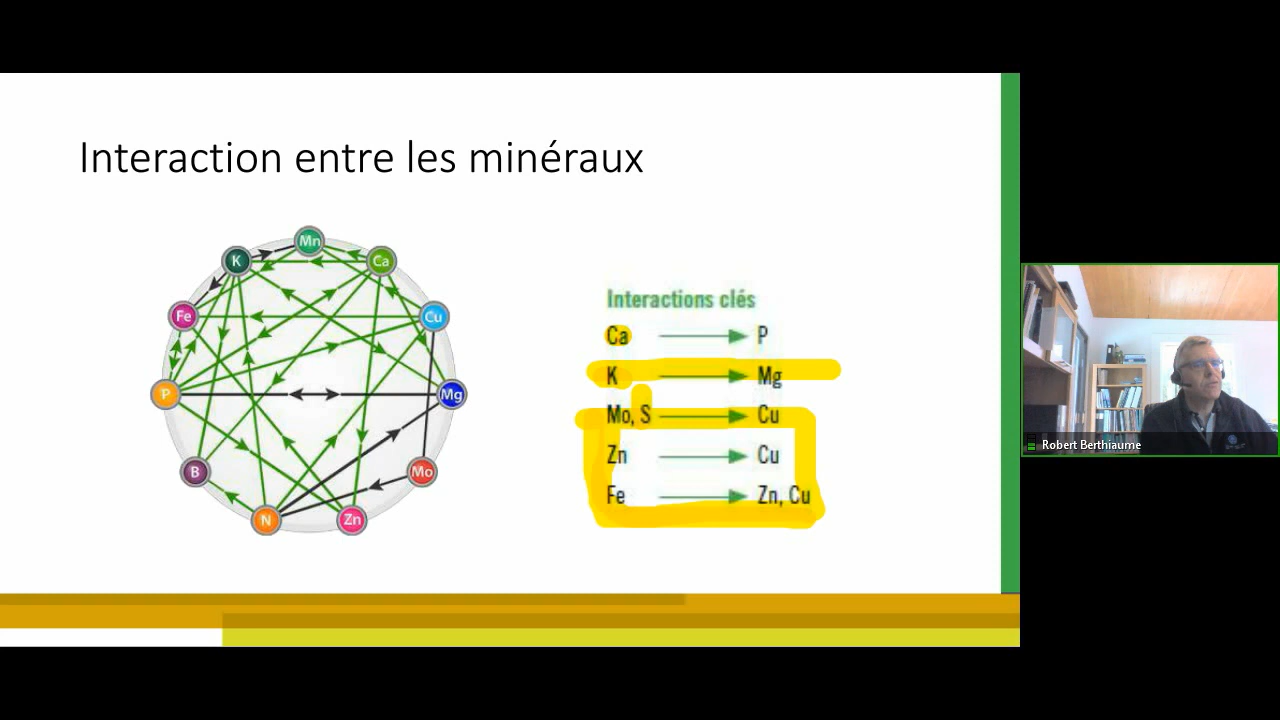 Interaction entre les minéraux
Mn
K
Ca
Fe
Cu
P
Mg
B
Mo
N
Zn
Interactions clés
Ca → P
K → Mg
Mo, S → Cu
Zn → Cu
Fe → Zn, Cu
Robert Berthiaume